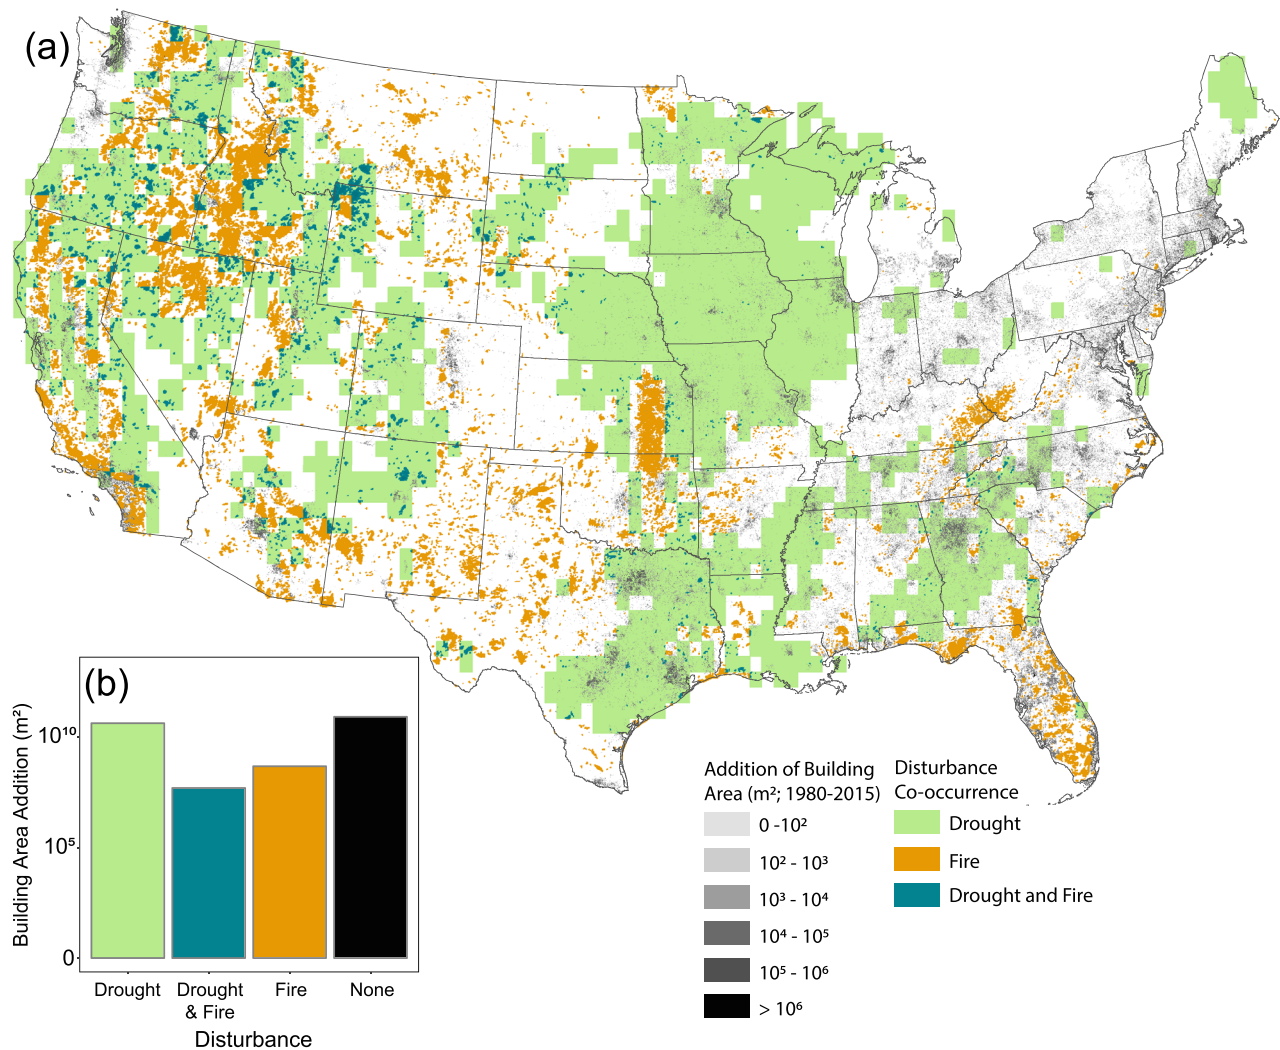 (a)
(b)
Building Area Addition (m²)
10¹⁰
10⁵
0
Drought
Drought
& Fire
Fire
None
Disturbance
Addition of Building
Area (m²; 1980-2015)
0 -10²
10² - 10³
10³ - 10⁴
10⁴ - 10⁵
10⁵ - 10⁶
> 10⁶
Disturbance
Co-occurrence
Drought
Fire
Drought and Fire